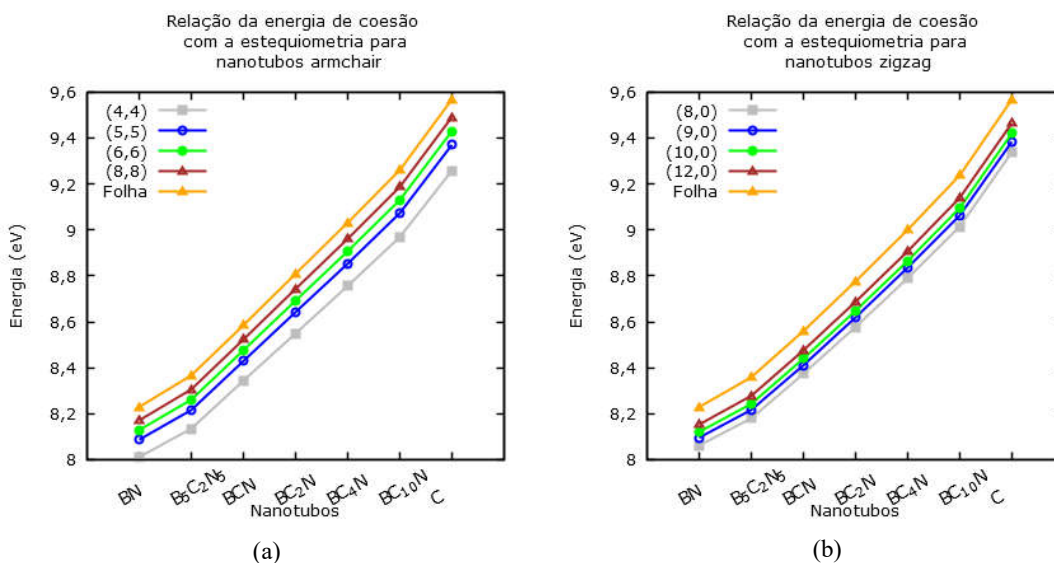 Relação da energia de coesão
com a estequiometria para
nanotubos armchair
9,6
9,4
9,2
9
8,8
8,6
8,4
8,2
8
Energia (eV)
(4,4)
(5,5)
(6,6)
(8,8)
Folha
BN
B₅C₂N₅
BCN
BC₂N
BC₄N
BC₁₀N
C
Nanotubos
(a)
Relação da energia de coesão
com a estequiometria para
nanotubos zigzag
9,6
9,4
9,2
9
8,8
8,6
8,4
8,2
8
Energia (eV)
(8,0)
(9,0)
(10,0)
(12,0)
Folha
BN
B₅C₂N₅
BCN
BC₂N
BC₄N
BC₁₀N
C
Nanotubos
(b)